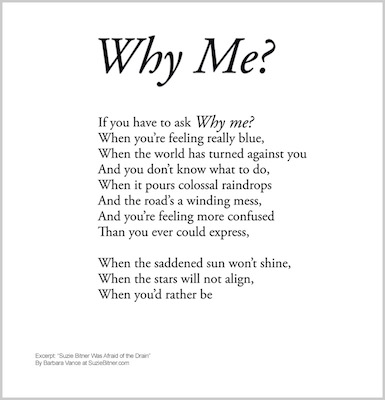 Why Me?
If you have to ask Why me?
When you're feeling really blue,
When the world has turned against you
And you don't know what to do,
When it pours colossal raindrops
And the road's a winding mess,
And you're feeling more confused
Than you ever could express,
When the saddened sun won't shine,
When the stars will not align,
When you'd rather be
Excerpt: "Suzie Bitner Was Afraid of the Drain"
By Barbara Vance at SuzieBitner.com